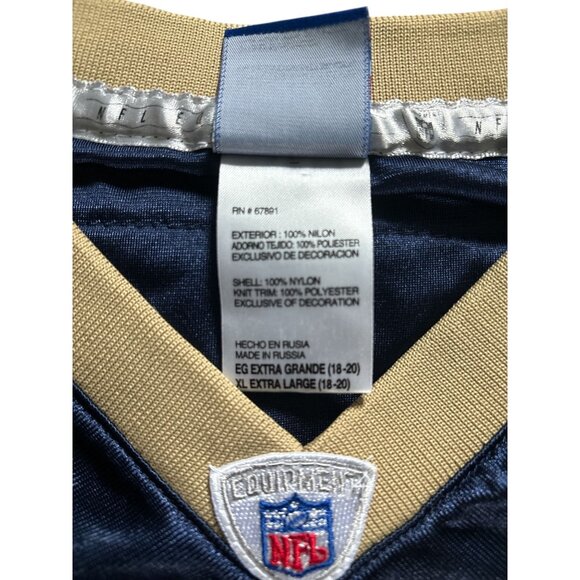 NFL E
N
RN # 67891
EXTERIOR : 100% NILON
ADORNO TEJIDO: 100% POLIESTER
EXCLUSIVO DE DECORACION
SHELL: 100% NYLON
KNIT TRIM: 100% POLYESTER
EXCLUSIVE OF DECORATION
HECHO EN RUSIA
MADE IN RUSSIA
EG EXTRA GRANDE (18-20)
XL EXTRA LARGE (18-20)
EQUIPMENT
NFL